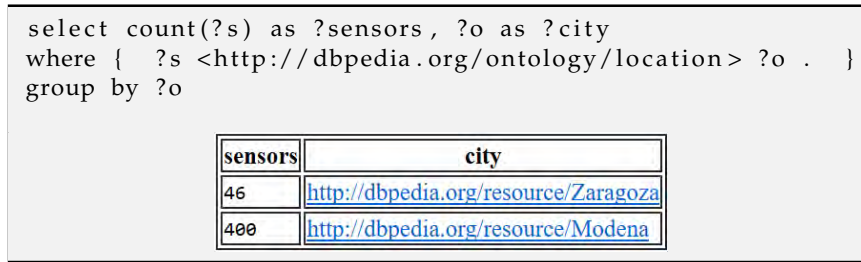 select count(?s) as ?sensors, ?o as ?city
where {  ?s <http://dbpedia.org/ontology/location> ?o .  }
group by ?o
sensors city
46 http://dbpedia.org/resource/Zaragoza
400 http://dbpedia.org/resource/Modena